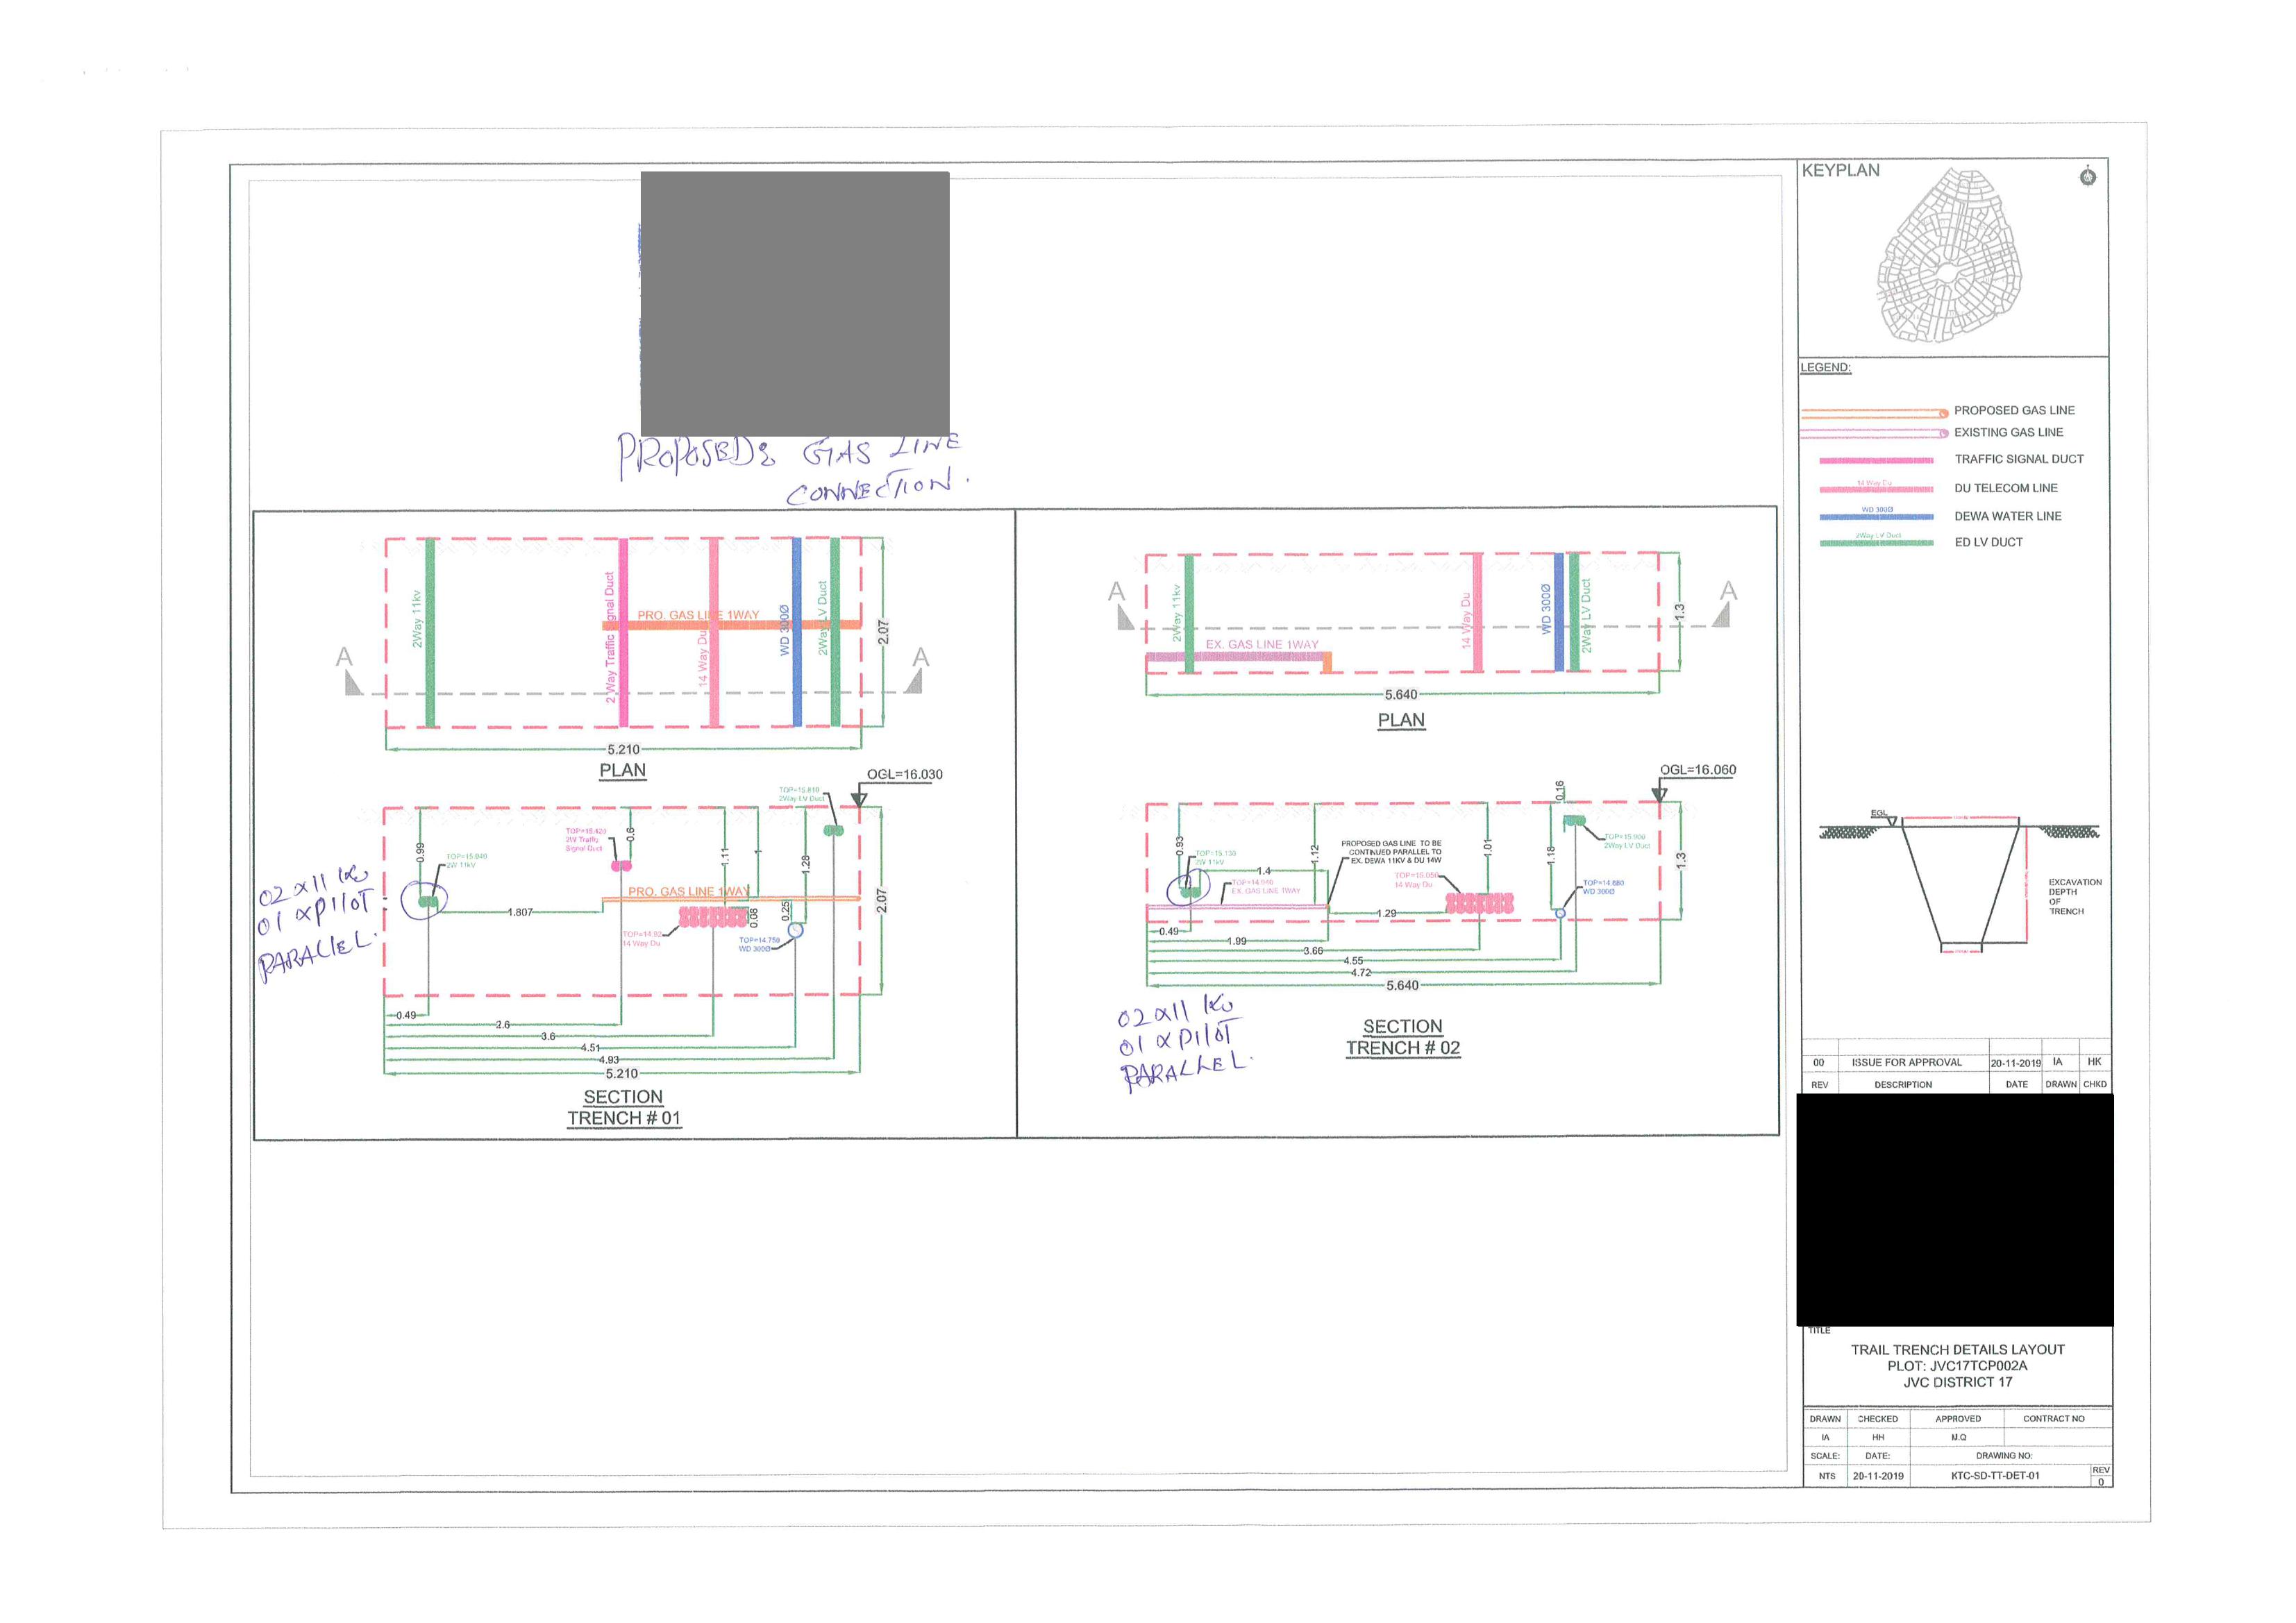 KEYPLAN
LEGEND:
PROPOSED GAS LINE
EXISTING GAS LINE
TRAFFIC SIGNAL DUCT
14 Way Du
DU TELECOM LINE
WD 300Ø
DEWA WATER LINE
2Way LV Duct
ED LV DUCT
PROPOSED GAS LINE
CONNECTION.
2Way 11kv
2 Way Traffic Signal Duct
14 Way Du
WD 300Ø
2Way LV Duct
PRO. GAS LINE 1WAY
2.07
A
A
5.210
PLAN
OGL=16.030
TOP=15.810
2Way LV Duct
TOP=15.420
2W Traffic
Signal Duct
0.6
0.99
2W 11kV
1.11
1
1.28
PRO. GAS LINE 1WAY
1.807
0.08
0.25
14 Way Du
TOP=14.750
WD 300Ø
2.07
02 x 11 Kv
01 x PILOT
PARALLEL.
0.49
2.6
3.6
4.51
4.93
5.210
SECTION
TRENCH # 01
A
A
2Way 11kv
EX. GAS LINE 1WAY
14 Way Du
WD 300Ø
2Way LV Duct
1.3
5.640
PLAN
OGL=16.060
0.16
0.93
TOP=15.130
2W 11kV
1.4
TOP=14.940
EX. GAS LINE 1WAY
1.12
PROPOSED GAS LINE TO BE
CONTINUED PARALLEL TO
EX. DEWA 11KV & DU 14W
TOP=15.050
14 Way Du
1.01
1.18
TOP=15.900
2Way LV Duct
TOP=14.880
WD 300Ø
1.3
1.29
0.49
1.99
3.66
4.55
4.72
5.640
02 x 11 Kv
01 x PILOT
PARALLEL.
SECTION
TRENCH # 02
EGL
EXCAVATION
DEPTH
OF
TRENCH
00 ISSUE FOR APPROVAL 20-11-2019 IA HK
REV DESCRIPTION DATE DRAWN CHKD
TITLE
TRAIL TRENCH DETAILS LAYOUT
PLOT: JVC17TCP002A
JVC DISTRICT 17
DRAWN CHECKED APPROVED CONTRACT NO
IA HH M.Q
SCALE: DATE: DRAWING NO:
NTS 20-11-2019 KTC-SD-TT-DET-01 REV
0